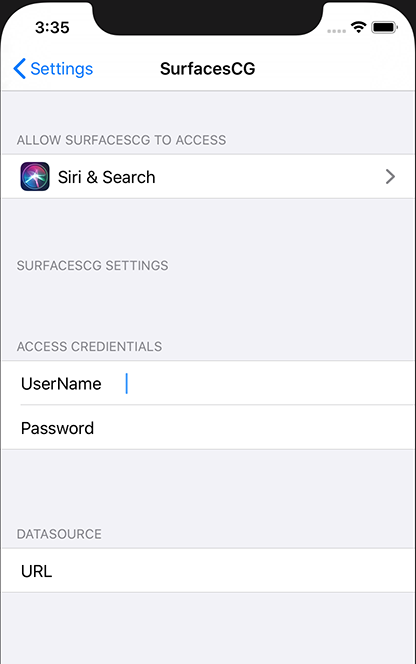 3:35
Settings
SurfacesCG
ALLOW SURFACESCG TO ACCESS
Siri & Search
SURFACESCG SETTINGS
ACCESS CREDIENTIALS
UserName
Password
DATASOURCE
URL